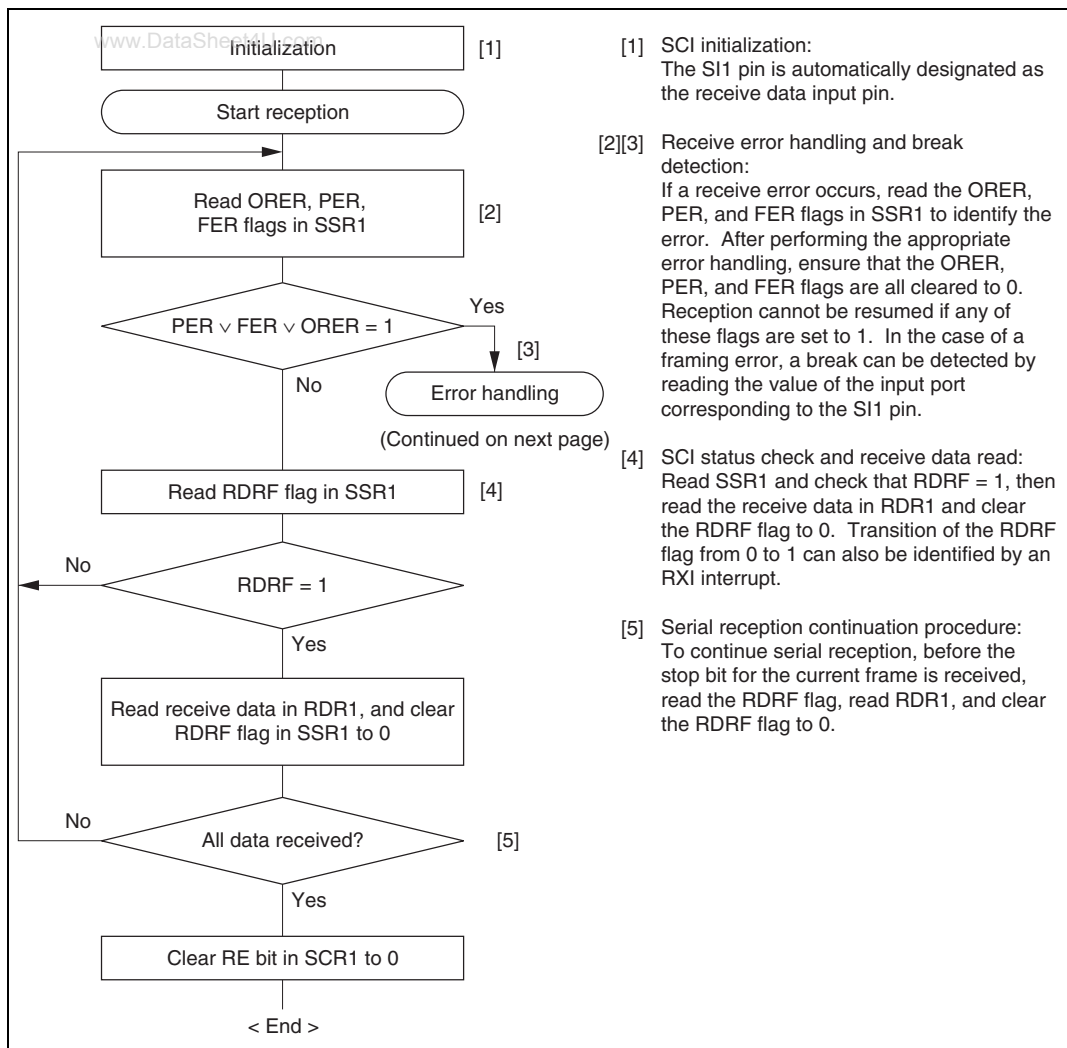 www.DataSheet4U.com
Initialization
[1]
Start reception
Read ORER, PER,
FER flags in SSR1
[2]
PER ∨ FER ∨ ORER = 1
Yes
[3]
No
Error handling
(Continued on next page)
Read RDRF flag in SSR1
[4]
No
RDRF = 1
Yes
Read receive data in RDR1, and clear
RDRF flag in SSR1 to 0
No
All data received?
[5]
Yes
Clear RE bit in SCR1 to 0
< End >
[1] SCI initialization:
The SI1 pin is automatically designated as
the receive data input pin.
[2][3] Receive error handling and break
detection:
If a receive error occurs, read the ORER,
PER, and FER flags in SSR1 to identify the
error. After performing the appropriate
error handling, ensure that the ORER,
PER, and FER flags are all cleared to 0.
Reception cannot be resumed if any of
these flags are set to 1. In the case of a
framing error, a break can be detected by
reading the value of the input port
corresponding to the SI1 pin.
[4] SCI status check and receive data read:
Read SSR1 and check that RDRF = 1, then
read the receive data in RDR1 and clear
the RDRF flag to 0. Transition of the RDRF
flag from 0 to 1 can also be identified by an
RXI interrupt.
[5] Serial reception continuation procedure:
To continue serial reception, before the
stop bit for the current frame is received,
read the RDRF flag, read RDR1, and clear
the RDRF flag to 0.